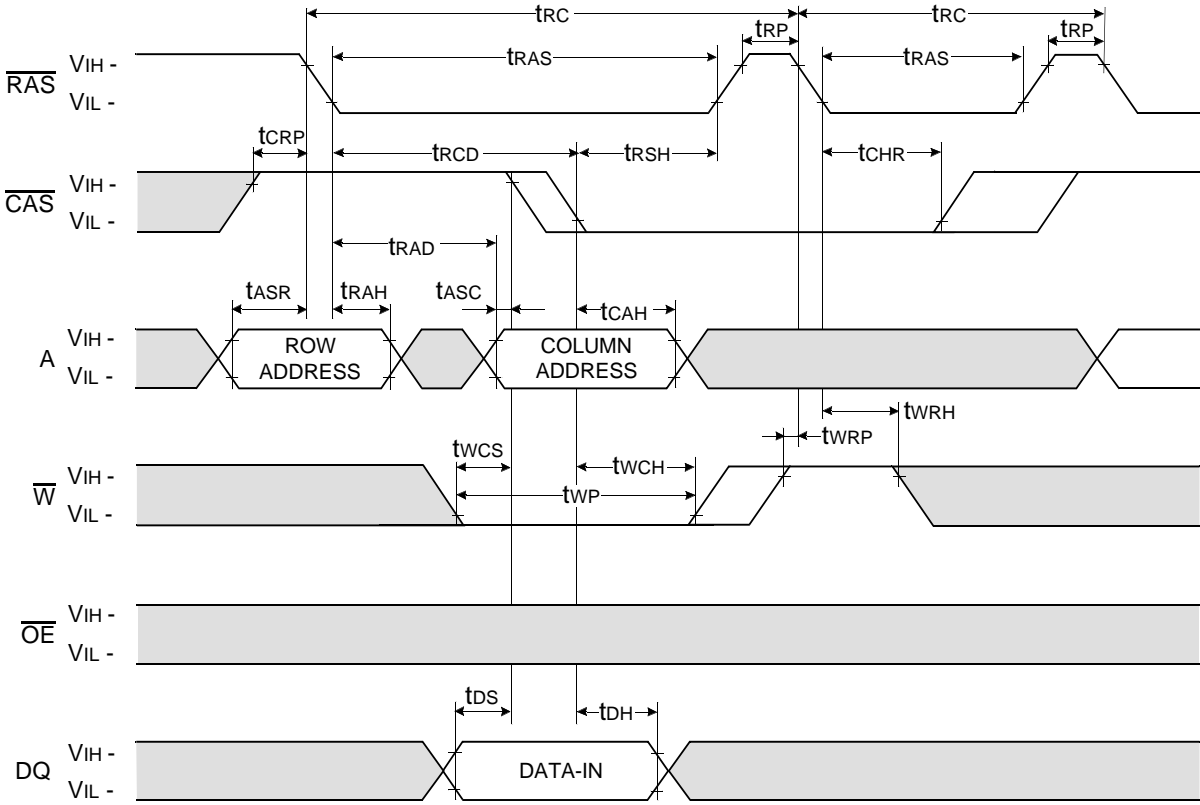 tRC tRC
tRP tRP
tRAS tRAS
RAS VIH -
VIL -
tCRP tRCD tRSH tCHR
CAS VIH -
VIL -
tRAD
tASR tRAH tASC tCAH
A VIH -
VIL -
ROW
ADDRESS
COLUMN
ADDRESS
tWRH
tWRP
tWCS tWCH
tWP
W VIH -
VIL -
OE VIH -
VIL -
tDS tDH
DQ VIH -
VIL -
DATA-IN